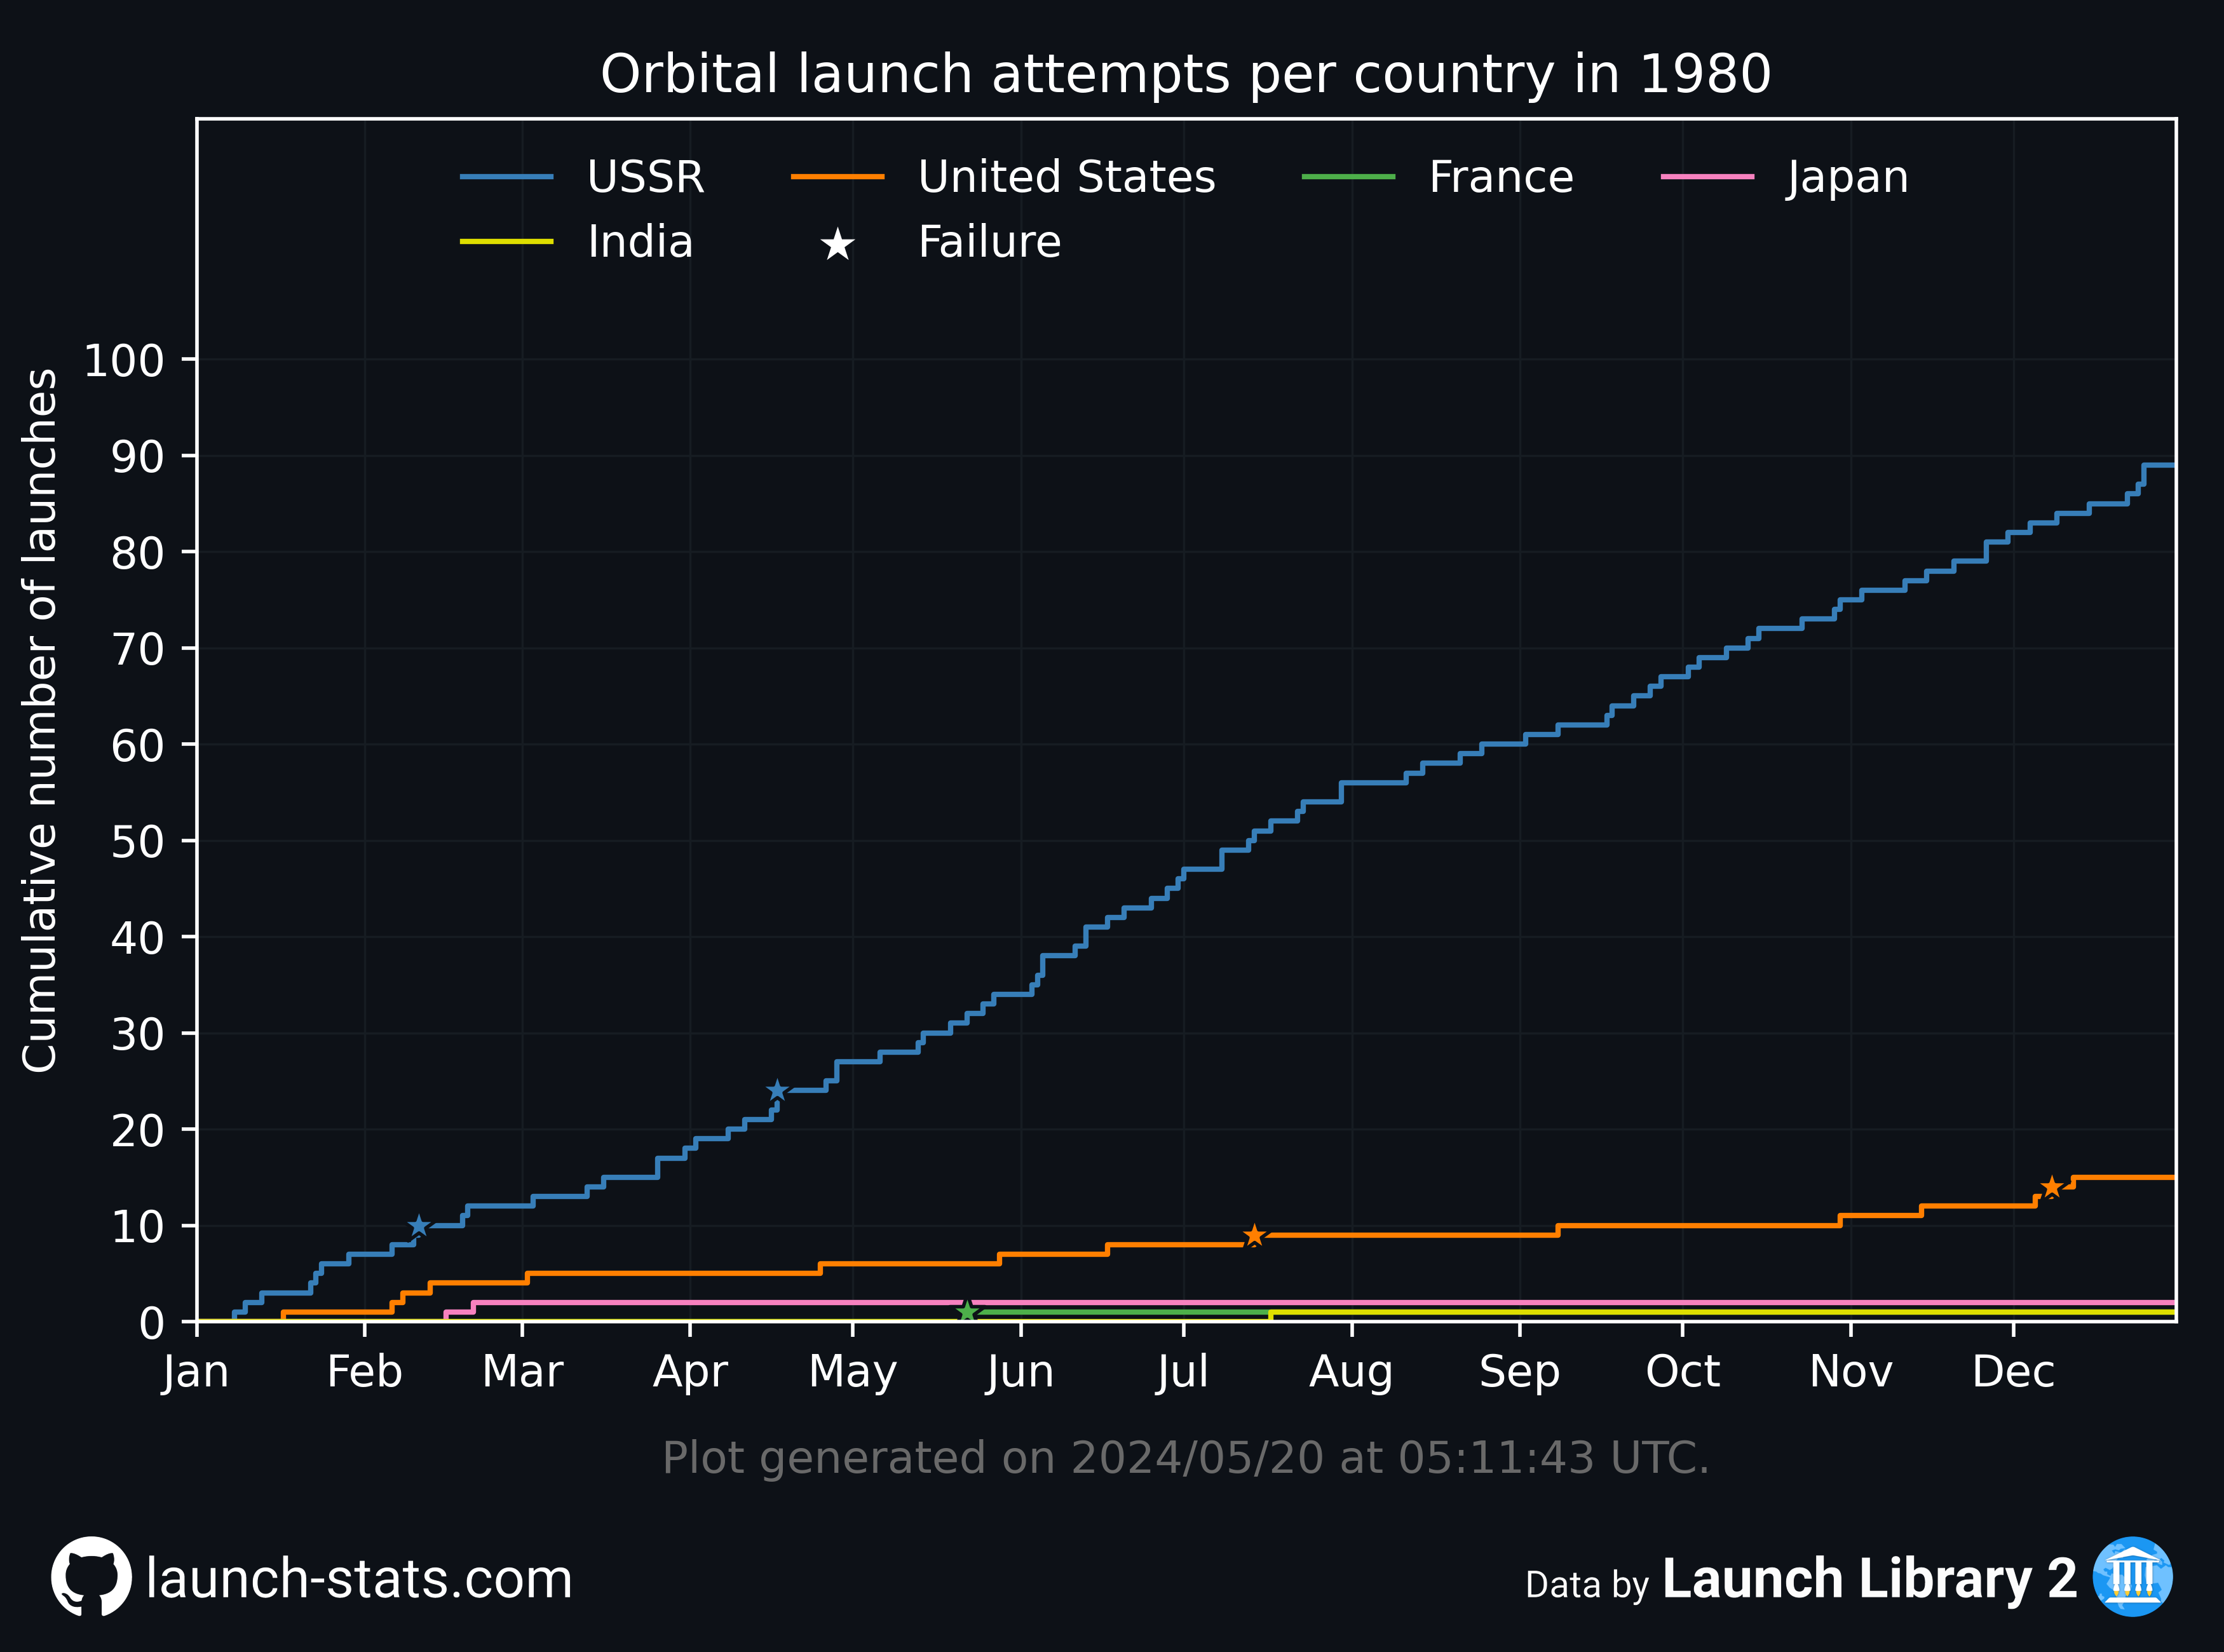 Orbital launch attempts per country in 1980
USSR United States France Japan
India Failure
Cumulative number of launches
100
90
80
70
60
50
40
30
20
10
0
Jan Feb Mar Apr May Jun Jul Aug Sep Oct Nov Dec
Plot generated on 2024/05/20 at 05:11:43 UTC.
launch-stats.com
Data by Launch Library 2